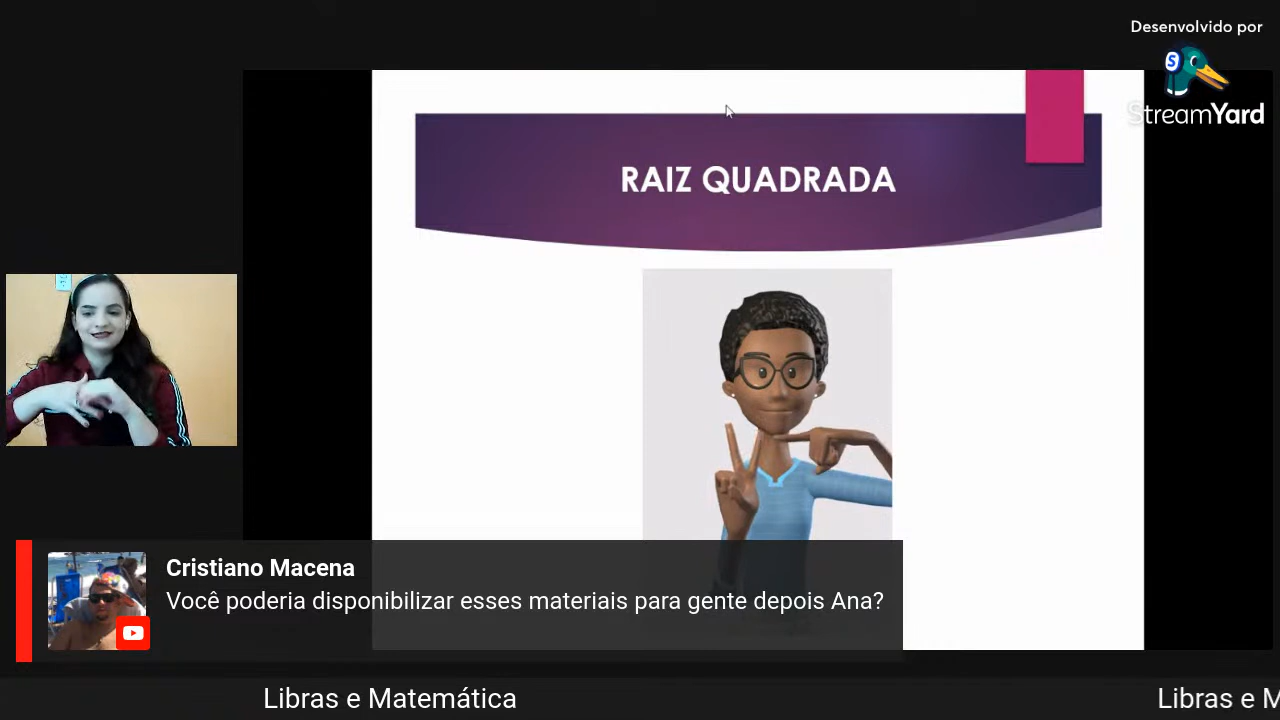 Desenvolvido por
StreamYard
RAIZ QUADRADA
Cristiano Macena
Você poderia disponibilizar esses materiais para gente depois Ana?
Libras e Matemática
Libras e M